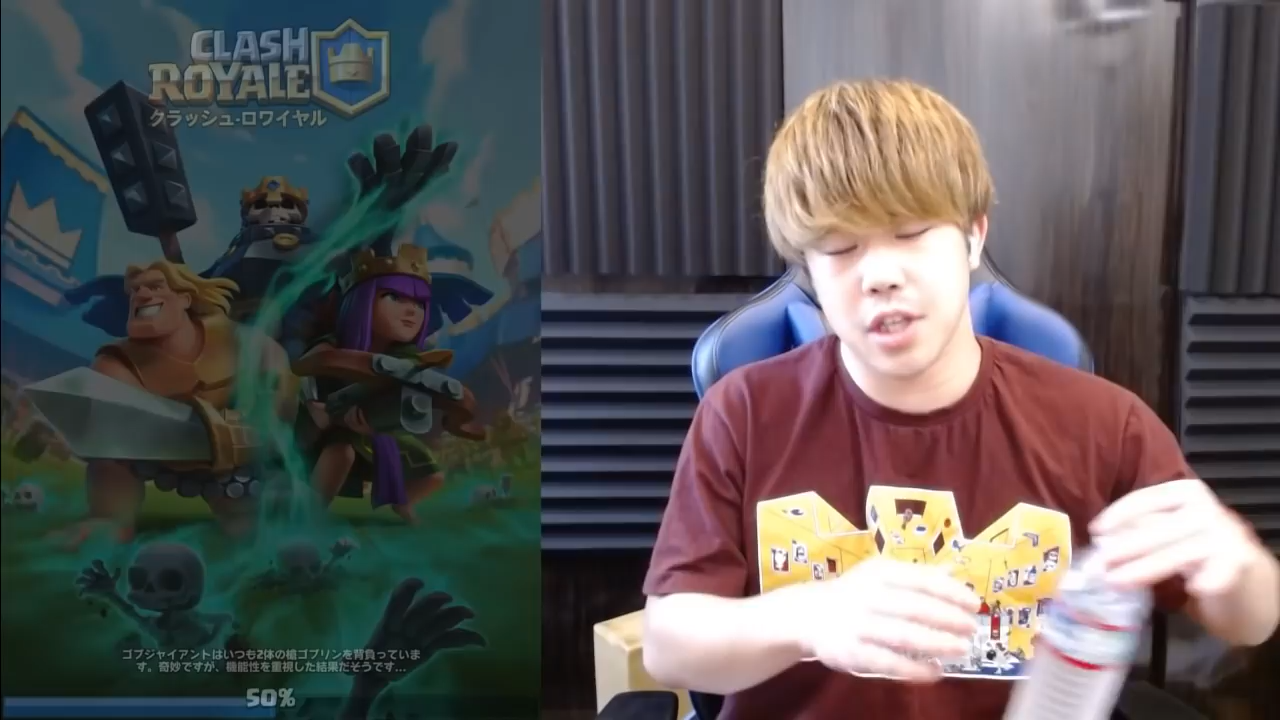 CLASH
ROYALE
クラッシュ・ロワイヤル
ゴブジャイアントはいつも2体の槍ゴブリンを背負っていま
す。奇妙ですが、機能性を重視した結果だそうです…
50%